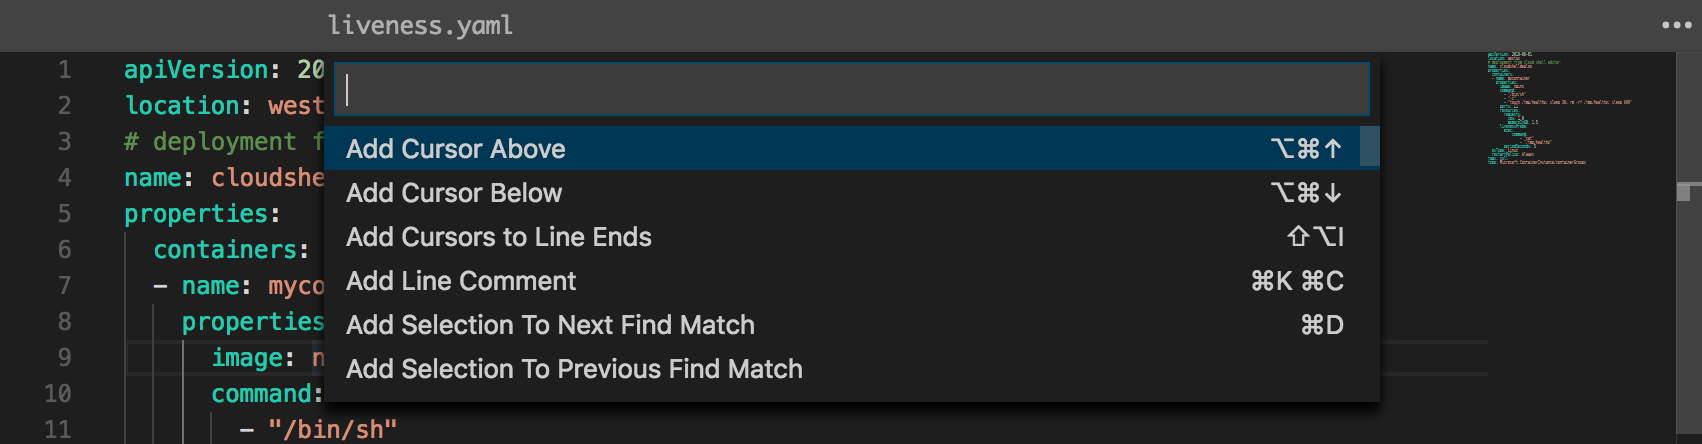 liveness.yaml
1 apiVersion: 20
2 location: west
3 # deployment f
4 name: cloudshe
5 properties:
6 containers:
7 - name: myco
8 properties
9 image: n
10 command:
11 - "/bin/sh"
Add Cursor Above ⌥⌘↑
Add Cursor Below ⌥⌘↓
Add Cursors to Line Ends ⇧⌥I
Add Line Comment ⌘K ⌘C
Add Selection To Next Find Match ⌘D
Add Selection To Previous Find Match